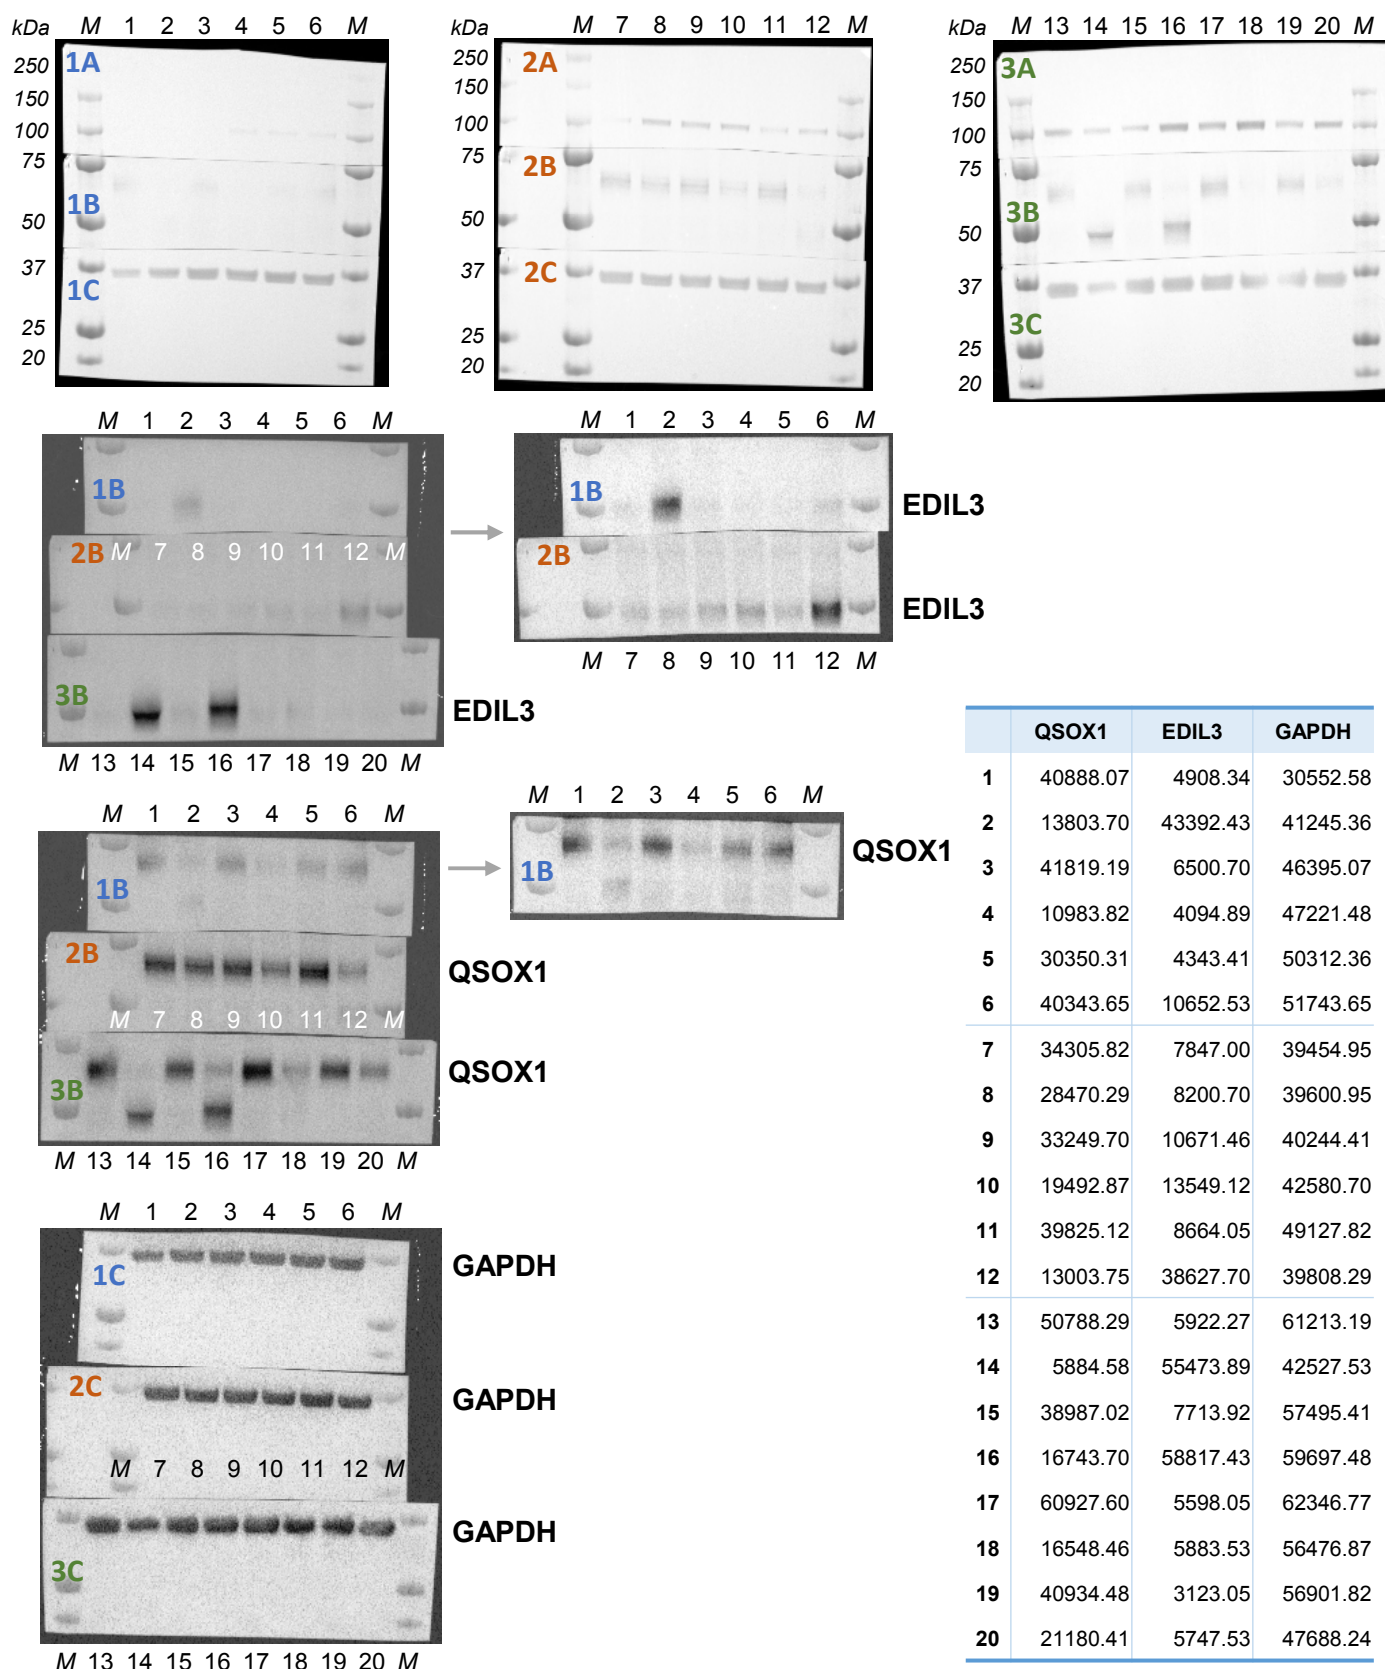 kDa M 1 2 3 4 5 6 M
250
150
100
75
50
37
25
20
1A
1B
1C
kDa M 7 8 9 10 11 12 M
250
150
100
75
50
37
25
20
2A
2B
2C
kDa M 13 14 15 16 17 18 19 20 M
250
150
100
75
50
37
25
20
3A
3B
3C
M 1 2 3 4 5 6 M
1B
2B M 7 8 9 10 11 12 M
3B
EDIL3
M 13 14 15 16 17 18 19 20 M
M 1 2 3 4 5 6 M
1B
EDIL3
2B
EDIL3
M 7 8 9 10 11 12 M
M 1 2 3 4 5 6 M
1B
2B
QSOX1
M 7 8 9 10 11 12 M
QSOX1
3B
M 13 14 15 16 17 18 19 20 M
M 1 2 3 4 5 6 M
QSOX1
1B
M 1 2 3 4 5 6 M
GAPDH
1C
2C
GAPDH
M 7 8 9 10 11 12 M
GAPDH
3C
M 13 14 15 16 17 18 19 20 M
QSOX1 EDIL3 GAPDH
1 40888.07 4908.34 30552.58
2 13803.70 43392.43 41245.36
3 41819.19 6500.70 46395.07
4 10983.82 4094.89 47221.48
5 30350.31 4343.41 50312.36
6 40343.65 10652.53 51743.65
7 34305.82 7847.00 39454.95
8 28470.29 8200.70 39600.95
9 33249.70 10671.46 40244.41
10 19492.87 13549.12 42580.70
11 39825.12 8664.05 49127.82
12 13003.75 38627.70 39808.29
13 50788.29 5922.27 61213.19
14 5884.58 55473.89 42527.53
15 38987.02 7713.92 57495.41
16 16743.70 58817.43 59697.48
17 60927.60 5598.05 62346.77
18 16548.46 5883.53 56476.87
19 40934.48 3123.05 56901.82
20 21180.41 5747.53 47688.24